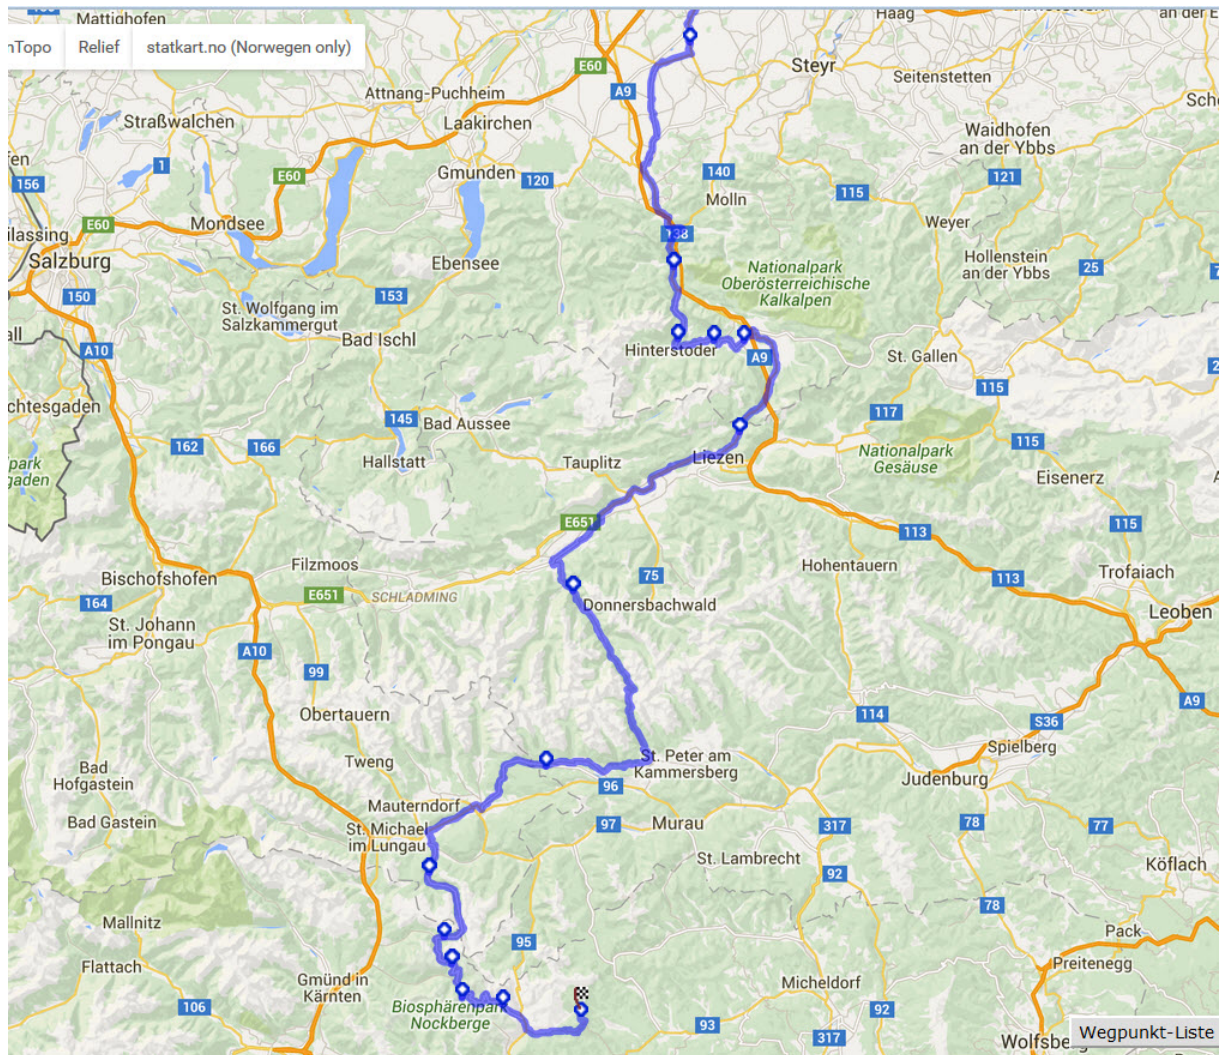 Mattighofen
Haag
an der E
nTopo
Relief
statkart.no (Norwegen only)
E60
Steyr
Seitenstetten
A9
Attnang-Puchheim
Straßwalchen
Laakirchen
Waidhofen
an der Ybbs
1
156
E60
Gmunden
120
140
115
121
Molln
Mondsee
E60
Weyer
138
Salzburg
Ebensee
Nationalpark
Oberösterreichische
Kalkalpen
Hollenstein
an der Ybbs
25
150
153
St. Wolfgang im
Salzkammergut
Bad Ischl
A10
Hinterstoder
A9
St. Gallen
115
chtesgaden
145
Bad Aussee
117
162
166
115
Hallstatt
Tauplitz
Liezen
Nationalpark
Gesäuse
Eisenerz
park
gaden
E651
113
115
Filzmoos
Hohentauern
Bischofshofen
75
113
Trofaiach
164
E651
SCHLADMING
Donnersbachwald
Leoben
St. Johann
im Pongau
A10
99
A9
Obertauern
114
S36
Spielberg
Tweng
St. Peter am
Kammersberg
Bad
Hofgastein
96
Judenburg
Mauterndorf
Bad Gastein
St. Michael
im Lungau
97
Murau
317
78
77
St. Lambrecht
92
Köflach
78
Mallnitz
95
Pack
Flattach
Gmünd in
Kärnten
Micheldorf
Preitenegg
106
Biosphärenpark
Nockberge
93
92
317
Wolfsbe
Wegpunkt-Liste